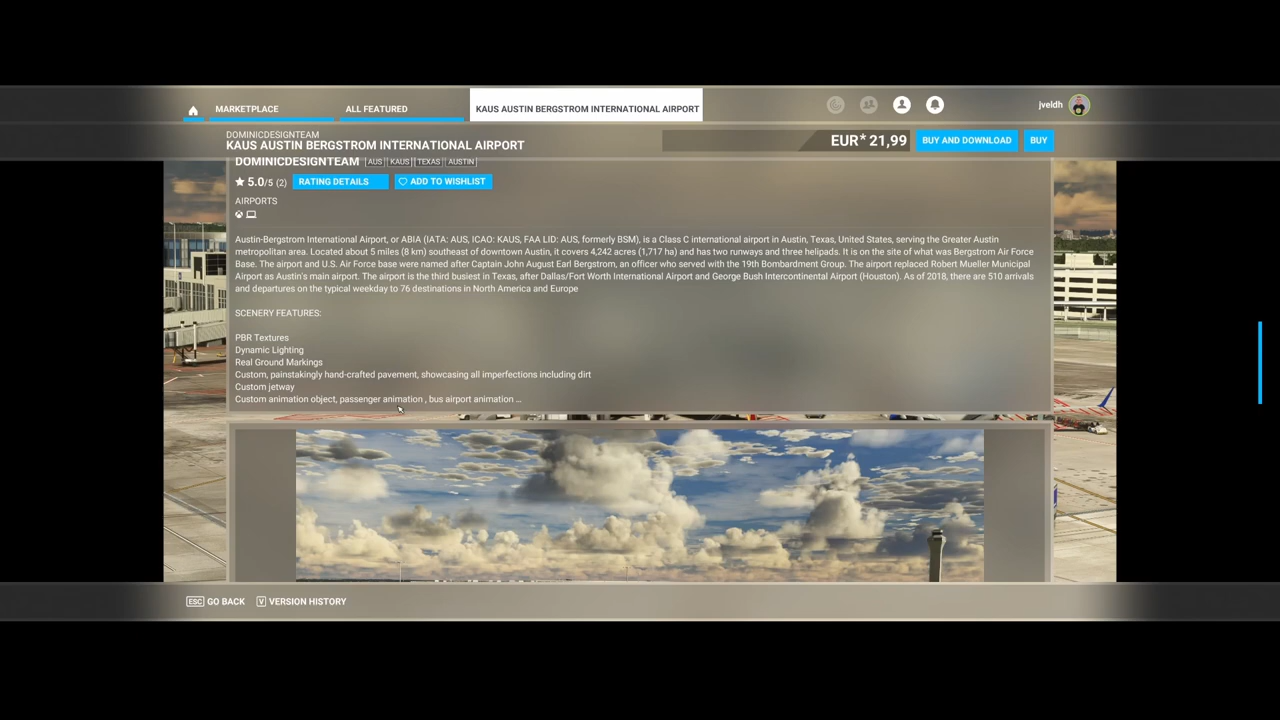 MARKETPLACE
ALL FEATURED
KAUS AUSTIN BERGSTROM INTERNATIONAL AIRPORT
jveldh
DOMINICDESIGNTEAM
KAUS AUSTIN BERGSTROM INTERNATIONAL AIRPORT
EUR* 21,99
BUY AND DOWNLOAD
BUY
DOMINICDESIGNTEAM AUS KAUS TEXAS AUSTIN
5.0/5 (2)
RATING DETAILS
ADD TO WISHLIST
AIRPORTS
Austin-Bergstrom International Airport, or ABIA (IATA: AUS, ICAO: KAUS, FAA LID: AUS, formerly BSM), is a Class C international airport in Austin, Texas, United States, serving the Greater Austin
metropolitan area. Located about 5 miles (8 km) southeast of downtown Austin, it covers 4,242 acres (1,717 ha) and has two runways and three helipads. It is on the site of what was Bergstrom Air Force
Base. The airport and U.S. Air Force base were named after Captain John August Earl Bergstrom, an officer who served with the 19th Bombardment Group. The airport replaced Robert Mueller Municipal
Airport as Austin's main airport. The airport is the third busiest in Texas, after Dallas/Fort Worth International Airport and George Bush Intercontinental Airport (Houston). As of 2018, there are 510 arrivals
and departures on the typical weekday to 76 destinations in North America and Europe
SCENERY FEATURES:
PBR Textures
Dynamic Lighting
Real Ground Markings
Custom, painstakingly hand-crafted pavement, showcasing all imperfections including dirt
Custom jetway
Custom animation object, passenger animation , bus airport animation ...
ESC GO BACK
V VERSION HISTORY